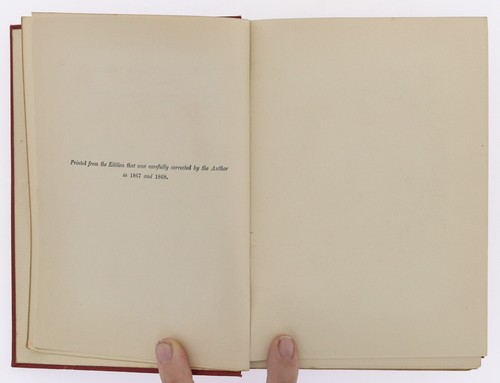 Printed from the Edition that was carefully corrected by the Author
in 1867 and 1868.